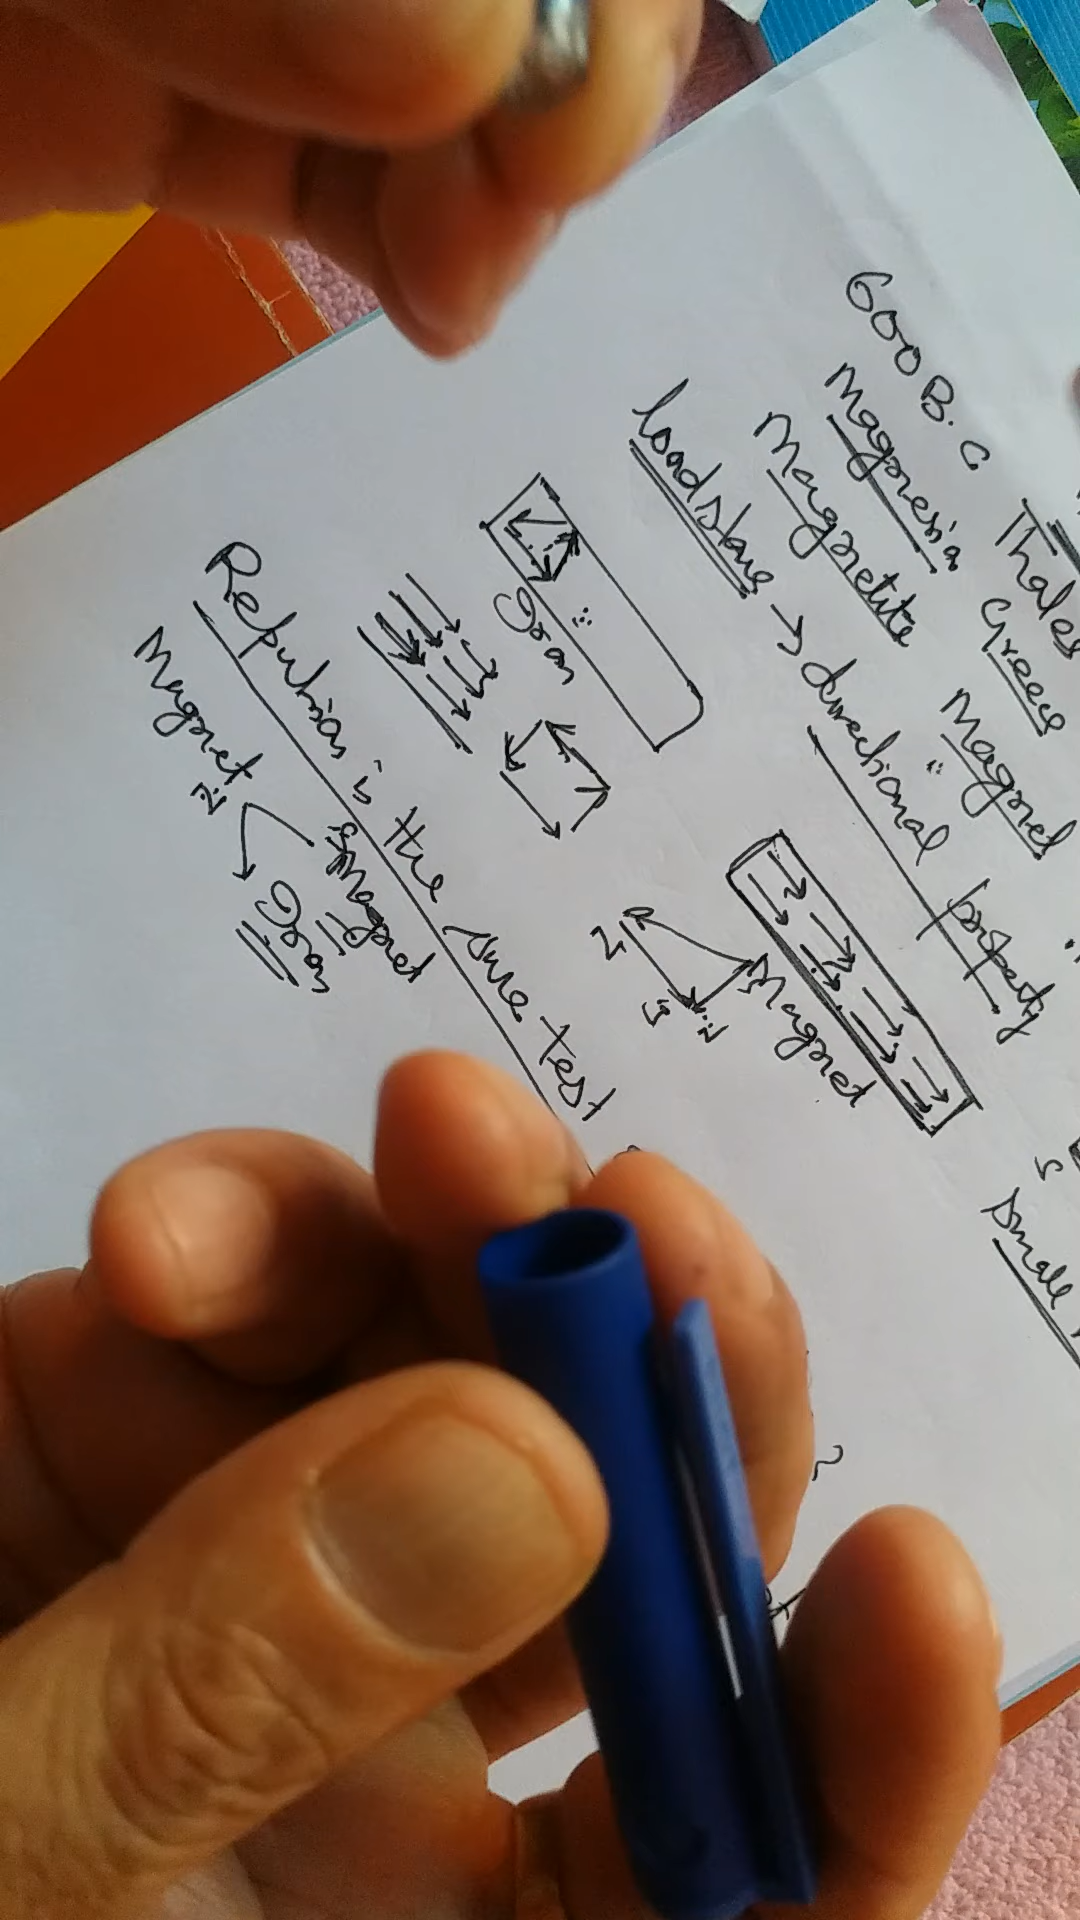 600 B.C
Thales
Greece
Magnesia
Magnetite
Magnet
loadstone → directional property
Iron
Magnet
N
S
N
S
small
Repulsion is the sure test
Magnet
N
Magnet
Iron